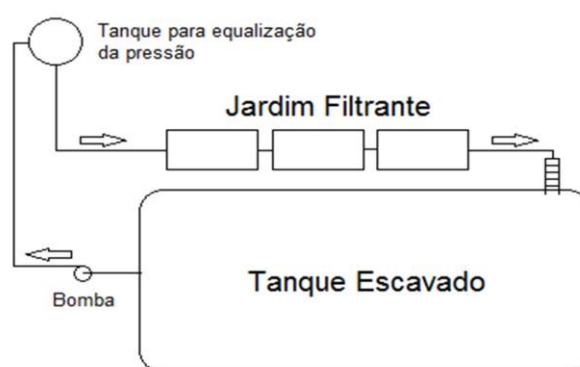 Tanque para equalização
da pressão
Jardim Filtrante
Bomba
Tanque Escavado